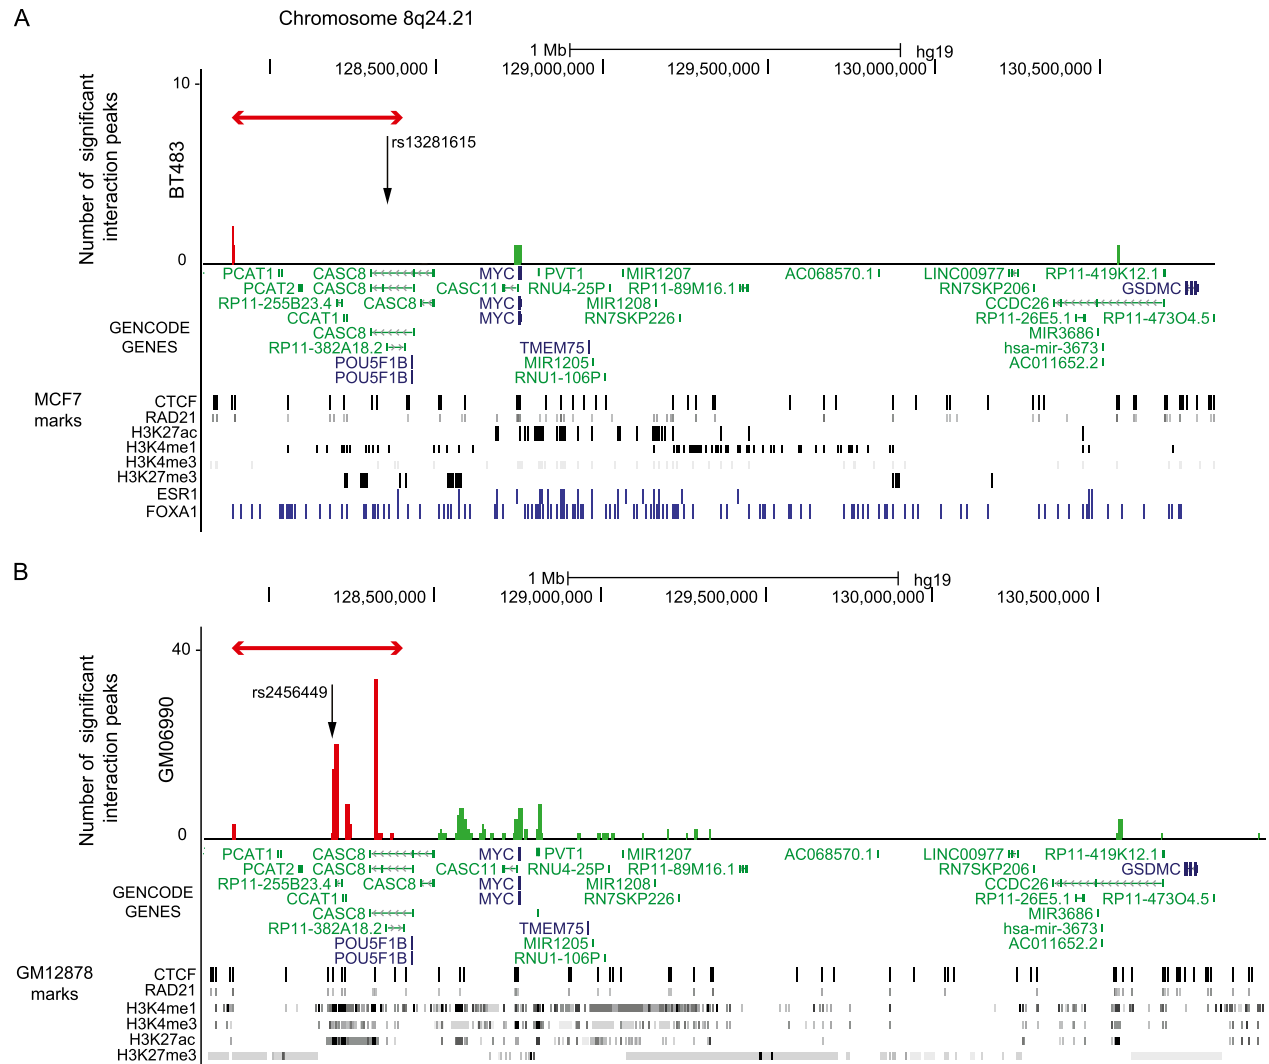 A
Chromosome 8q24.21
1 Mb hg19
128,500,000 129,000,000 129,500,000 130,000,000 130,500,000
Number of significant
interaction peaks
BT483
10
0
rs13281615
PCAT1 CASC8 MYC PVT1 MIR1207 AC068570.1 LINC00977 RP11-419K12.1
PCAT2 CASC8 CASC11 RNU4-25P RP11-89M16.1 RN7SKP206 GSDMC
RP11-255B23.4 CASC8 MYC MIR1208 CCDC26
CCAT1 MYC RN7SKP226 RP11-26E5.1 RP11-473O4.5
CASC8 MIR3686
RP11-382A18.2 TMEM75 hsa-mir-3673
POU5F1B MIR1205 AC011652.2
POU5F1B RNU1-106P
GENCODE
GENES
MCF7
marks
CTCF
RAD21
H3K27ac
H3K4me1
H3K4me3
H3K27me3
ESR1
FOXA1
B
1 Mb hg19
128,500,000 129,000,000 129,500,000 130,000,000 130,500,000
Number of significant
interaction peaks
GM06990
40
0
rs2456449
PCAT1 CASC8 MYC PVT1 MIR1207 AC068570.1 LINC00977 RP11-419K12.1
PCAT2 CASC8 CASC11 RNU4-25P RP11-89M16.1 RN7SKP206 GSDMC
RP11-255B23.4 CASC8 MYC MIR1208 CCDC26
CCAT1 MYC RN7SKP226 RP11-26E5.1 RP11-473O4.5
CASC8 MIR3686
RP11-382A18.2 TMEM75 hsa-mir-3673
POU5F1B MIR1205 AC011652.2
POU5F1B RNU1-106P
GENCODE
GENES
GM12878
marks
CTCF
RAD21
H3K4me1
H3K4me3
H3K27ac
H3K27me3